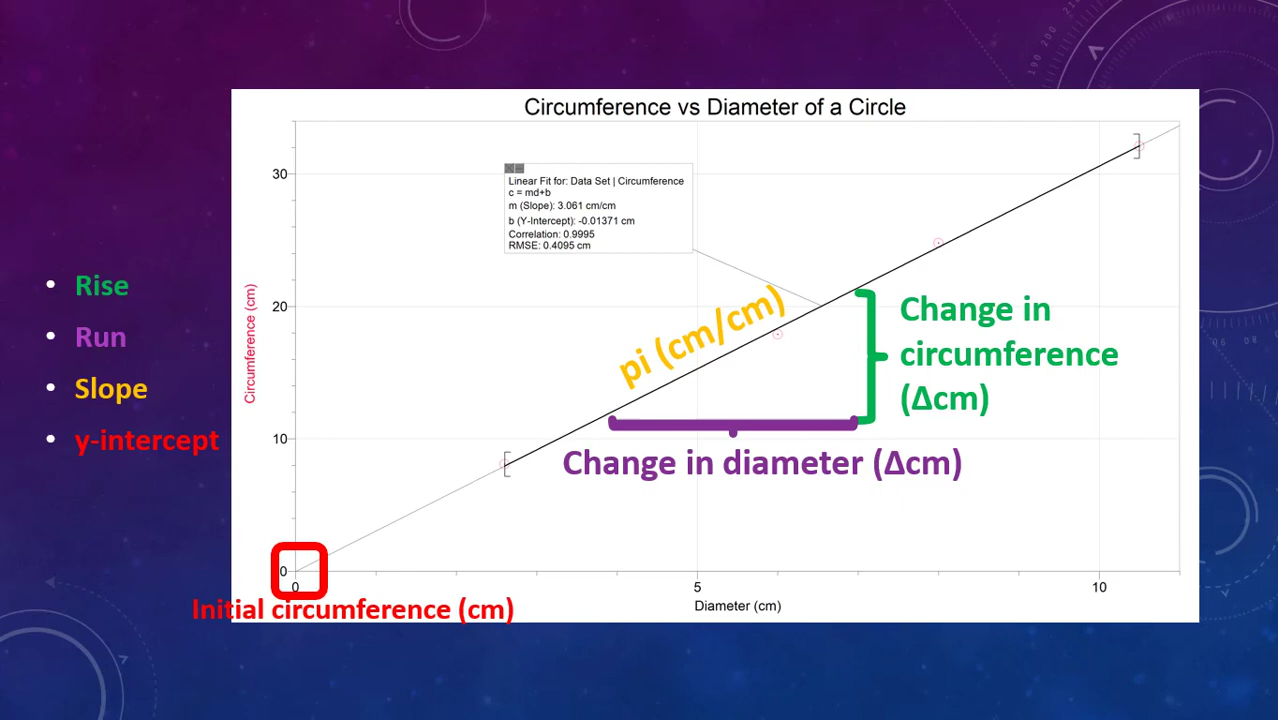 Circumference vs Diameter of a Circle
30
20
10
0
Circumference (cm)
Linear Fit for: Data Set | Circumference
c = md+b
m (Slope): 3.061 cm/cm
b (Y-Intercept): -0.01371 cm
Correlation: 0.9995
RMSE: 0.4095 cm
• Rise
• Run
• Slope
• y-intercept
pi (cm/cm)
Change in
circumference
(Δcm)
Change in diameter (Δcm)
0
5
10
Diameter (cm)
Initial circumference (cm)